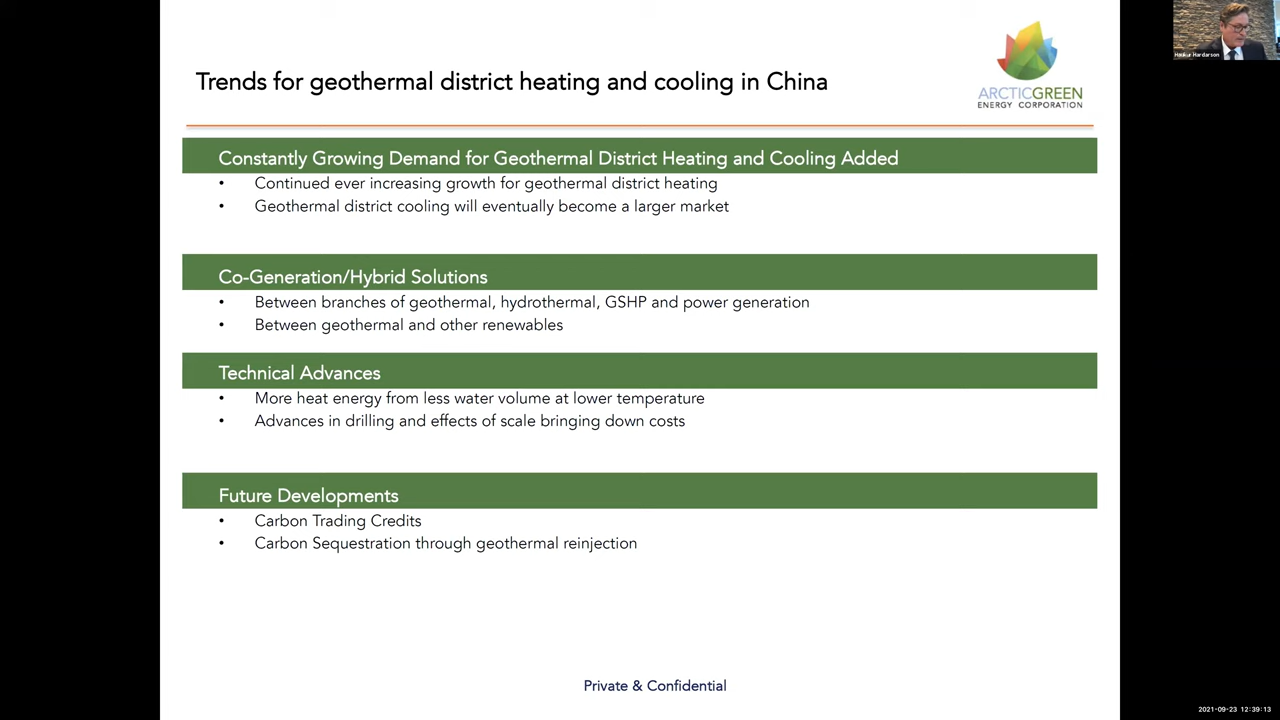 Trends for geothermal district heating and cooling in China
ARCTICGREEN
ENERGY CORPORATION
Haukur Hardarson
Constantly Growing Demand for Geothermal District Heating and Cooling Added
• Continued ever increasing growth for geothermal district heating
• Geothermal district cooling will eventually become a larger market
Co-Generation/Hybrid Solutions
• Between branches of geothermal, hydrothermal, GSHP and power generation
• Between geothermal and other renewables
Technical Advances
• More heat energy from less water volume at lower temperature
• Advances in drilling and effects of scale bringing down costs
Future Developments
• Carbon Trading Credits
• Carbon Sequestration through geothermal reinjection
Private & Confidential
2021-09-23 12:39:13